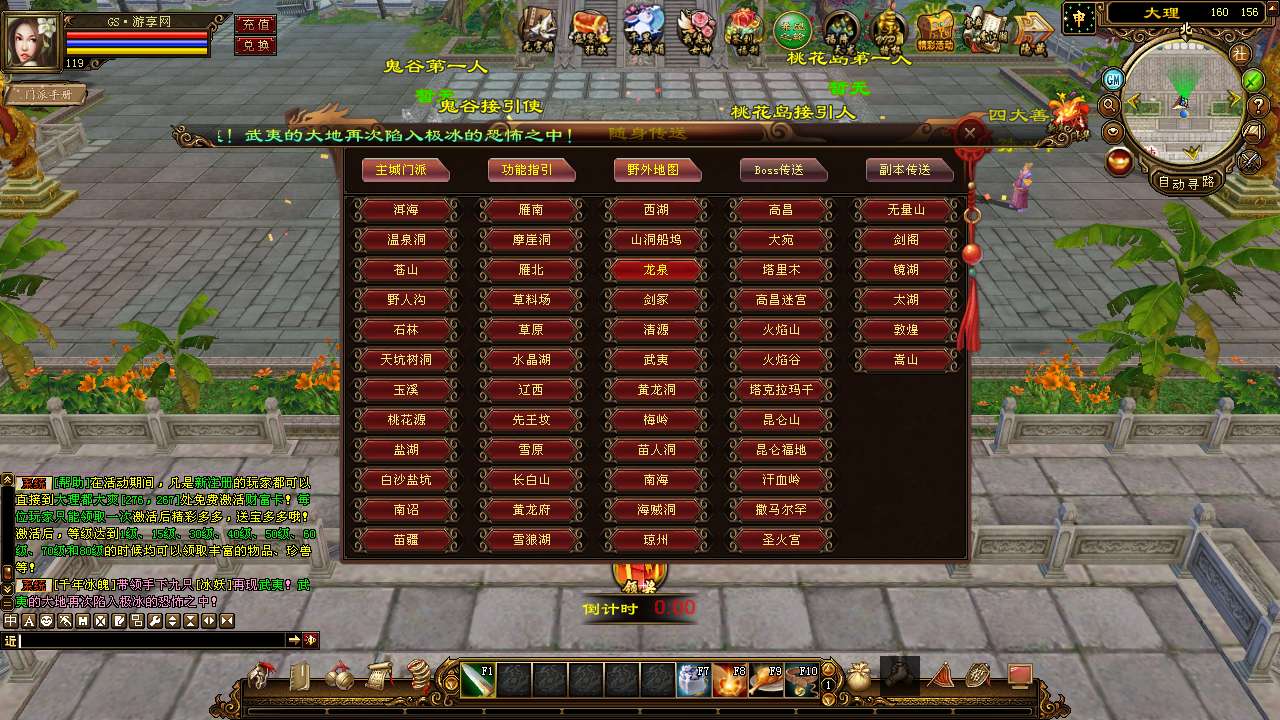 GS·游享网
119
充值
兑换
门派手册
精彩活动
大理 160 156
北
申
社
GM
自动寻路
鬼谷第一人
桃花岛第一人
暂无
暂无
鬼谷接引使
桃花岛接引人
四大善
武夷的大地再次陷入极冰的恐怖之中!
随身传送
主城门派 功能指引 野外地图 Boss传送 副本传送
洱海 雁南 西湖 高昌 无量山
温泉洞 摩崖洞 山洞船坞 大宛 剑阁
苍山 雁北 龙泉 塔里木 镜湖
野人沟 草料场 剑冢 高昌迷宫 太湖
石林 草原 渚源 火焰山 敦煌
天坑树洞 水晶湖 武夷 火焰谷 嵩山
玉溪 辽西 黄龙洞 塔克拉玛干
桃花源 先王坟 梅岭 昆仑山
盐湖 雪原 苗人洞 昆仑福地
白沙盐坑 长白山 南海 汗血岭
南诏 黄龙府 海贼洞 撒马尔罕
苗疆 雪狼湖 琼州 圣火宫
[帮助]在活动期间，凡是新注册的玩家都可以
直接到大理都大爽[276，267]处免费激活财富卡！每
位玩家只能领取一次激活后精彩多多，送宝多多哦！
激活后，等级达到1级、15级、30级、40级、50级、60
级、70级和80级的时候均可以领取丰富的物品、珍兽
等！
[千年冰魄]带领手下九只[冰妖]再现武夷！武
夷的大地再次陷入极冰的恐怖之中！
近
领奖
倒计时 0.00
F1 F7 F8 F9 F10
1